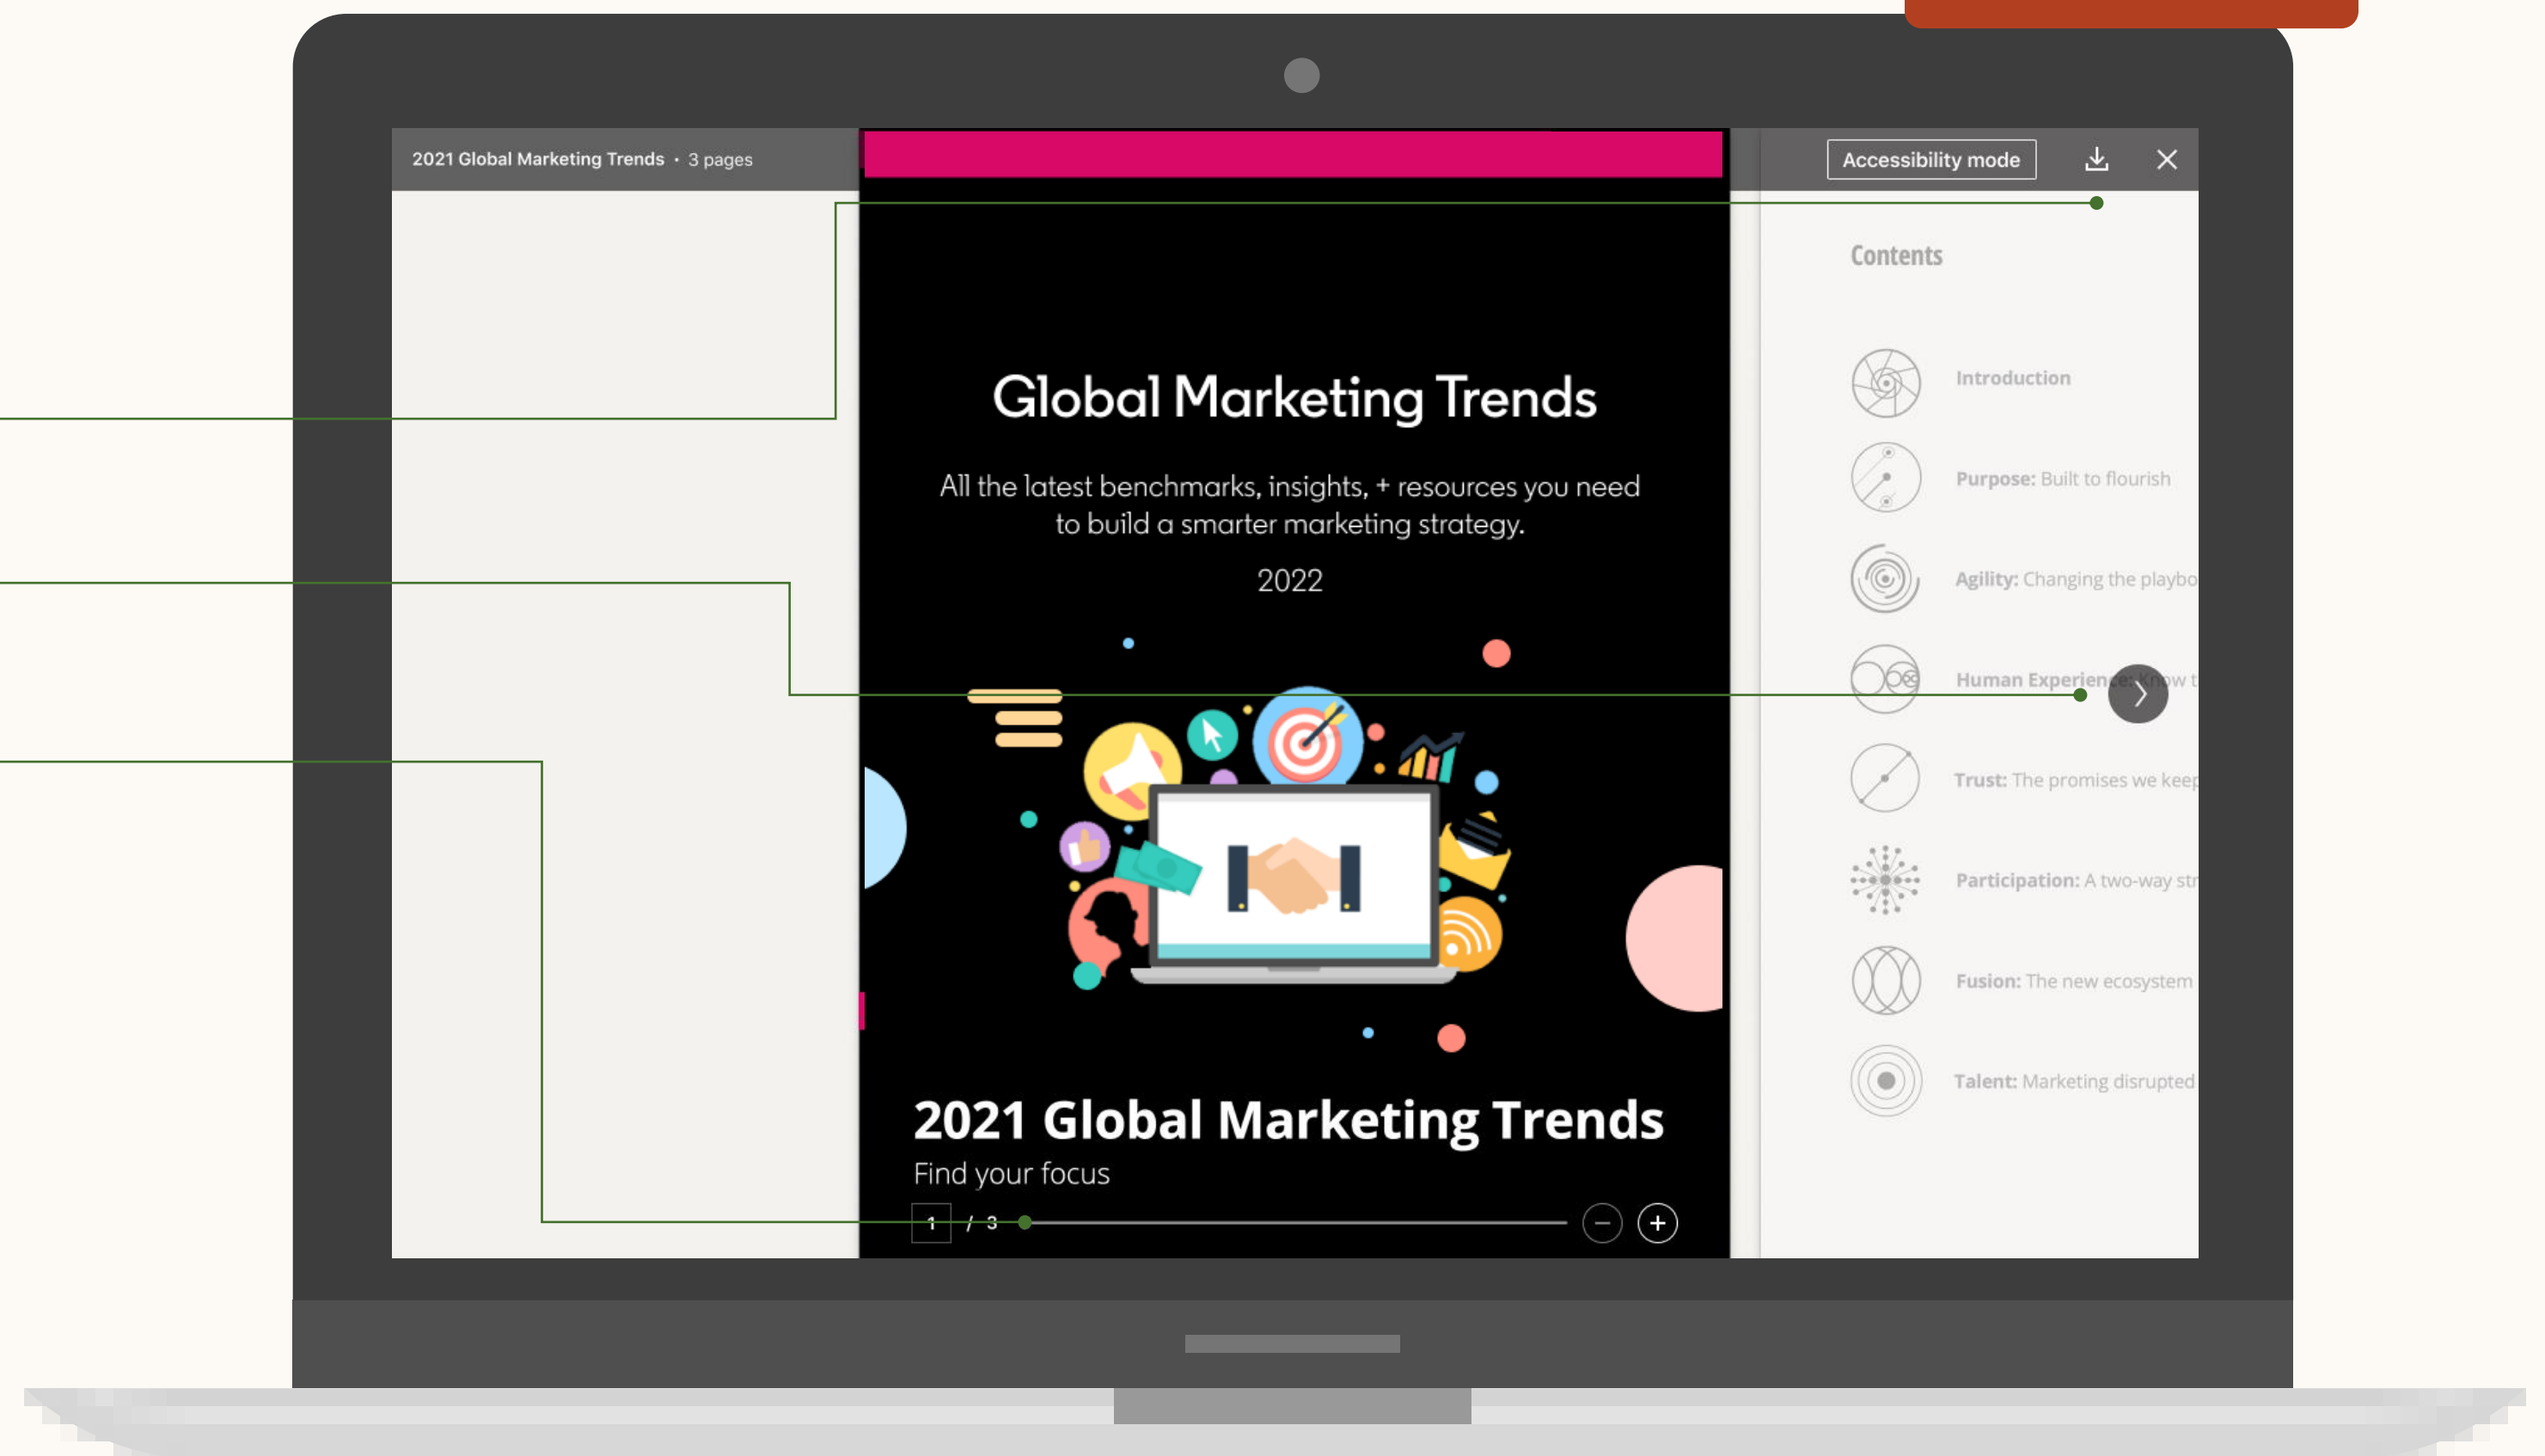 2021 Global Marketing Trends • 3 pages
Accessibility mode
Global Marketing Trends
All the latest benchmarks, insights, + resources you need
to build a smarter marketing strategy.
2022
2021 Global Marketing Trends
Find your focus
1 / 3
Contents
Introduction
Purpose: Built to flourish
Agility: Changing the playbo
Human Experience: Know t
Trust: The promises we keep
Participation: A two-way str
Fusion: The new ecosystem
Talent: Marketing disrupted